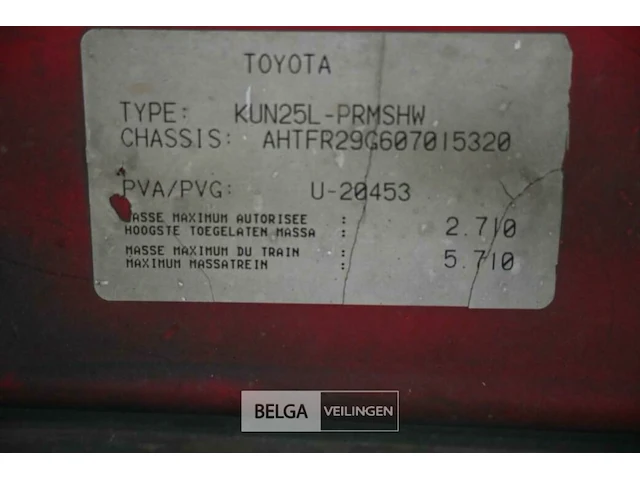 TOYOTA
TYPE: KUN25L-PRMSHW
CHASSIS: AHTFR29G607015320
PVA/PVG: U-20453
MASSE MAXIMUM AUTORISEE :
HOOGSTE TOEGELATEN MASSA : 2.710
MASSE MAXIMUM DU TRAIN :
MAXIMUM MASSATREIN : 5.710
BELGA VEILINGEN